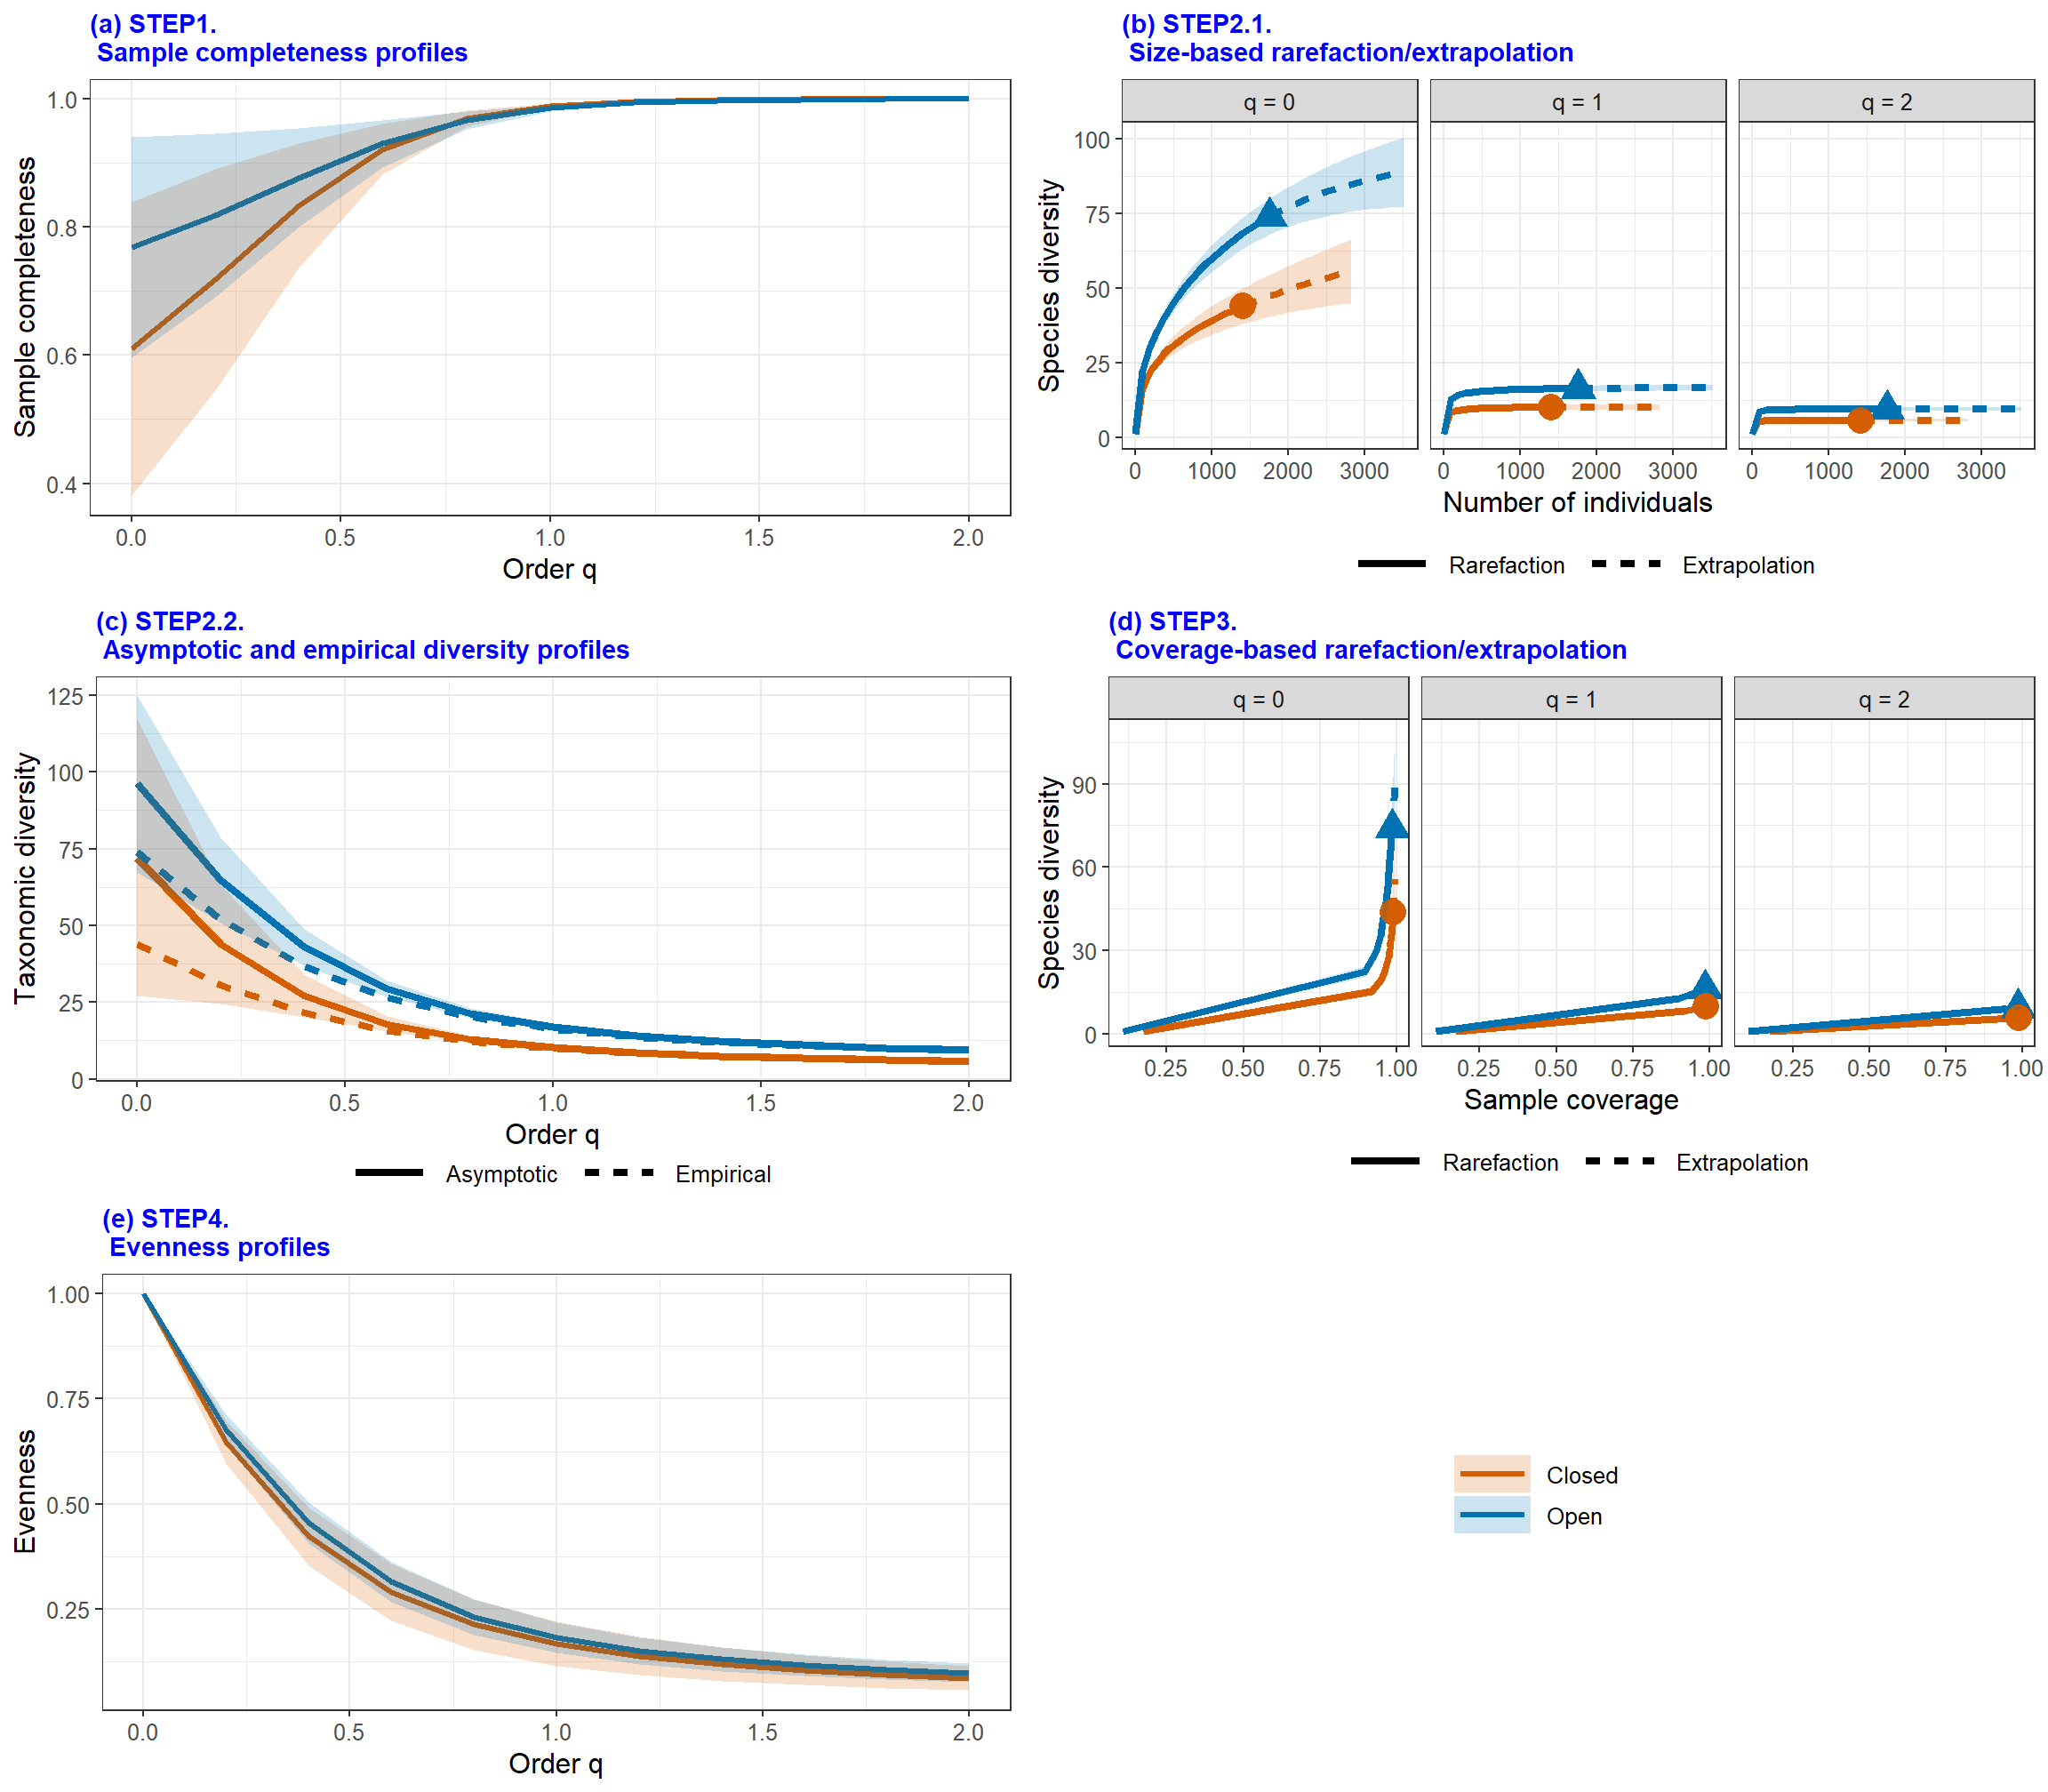 (a) STEP1.
Sample completeness profiles
Sample completeness
1.0
0.8
0.6
0.4
0.0 0.5 1.0 1.5 2.0
Order q
(b) STEP2.1.
Size-based rarefaction/extrapolation
q = 0 q = 1 q = 2
Species diversity
100
75
50
25
0
0 1000 2000 3000 0 1000 2000 3000 0 1000 2000 3000
Number of individuals
Rarefaction Extrapolation
(c) STEP2.2.
Asymptotic and empirical diversity profiles
Taxonomic diversity
125
100
75
50
25
0
0.0 0.5 1.0 1.5 2.0
Order q
Asymptotic Empirical
(d) STEP3.
Coverage-based rarefaction/extrapolation
q = 0 q = 1 q = 2
Species diversity
90
60
30
0
0.25 0.50 0.75 1.00 0.25 0.50 0.75 1.00 0.25 0.50 0.75 1.00
Sample coverage
Rarefaction Extrapolation
(e) STEP4.
Evenness profiles
Evenness
1.00
0.75
0.50
0.25
0.0 0.5 1.0 1.5 2.0
Order q
Closed
Open